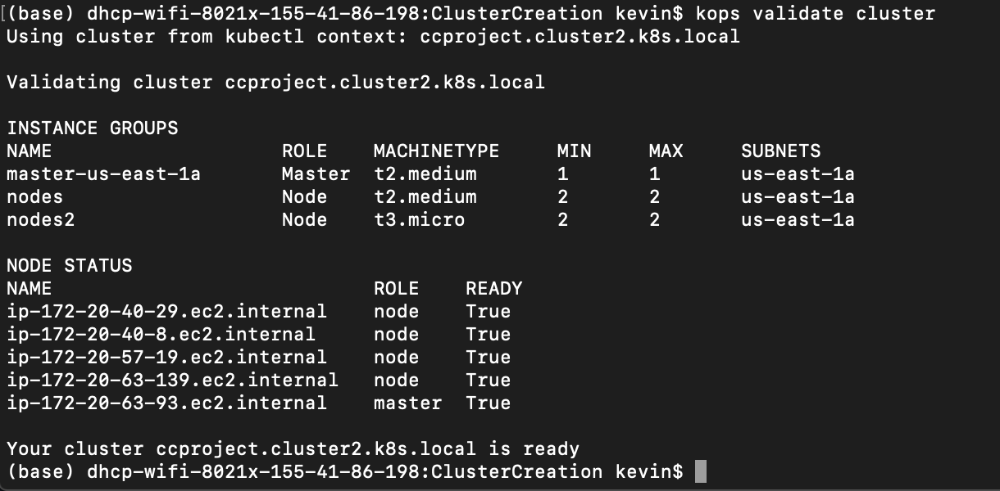 [(base) dhcp-wifi-8021x-155-41-86-198:ClusterCreation kevin$ kops validate cluster
Using cluster from kubectl context: ccproject.cluster2.k8s.local
Validating cluster ccproject.cluster2.k8s.local
INSTANCE GROUPS
NAME ROLE MACHINETYPE MIN MAX SUBNETS
master-us-east-1a Master t2.medium 1 1 us-east-1a
nodes Node t2.medium 2 2 us-east-1a
nodes2 Node t3.micro 2 2 us-east-1a
NODE STATUS
NAME ROLE READY
ip-172-20-40-29.ec2.internal node True
ip-172-20-40-8.ec2.internal node True
ip-172-20-57-19.ec2.internal node True
ip-172-20-63-139.ec2.internal node True
ip-172-20-63-93.ec2.internal master True
Your cluster ccproject.cluster2.k8s.local is ready
(base) dhcp-wifi-8021x-155-41-86-198:ClusterCreation kevin$